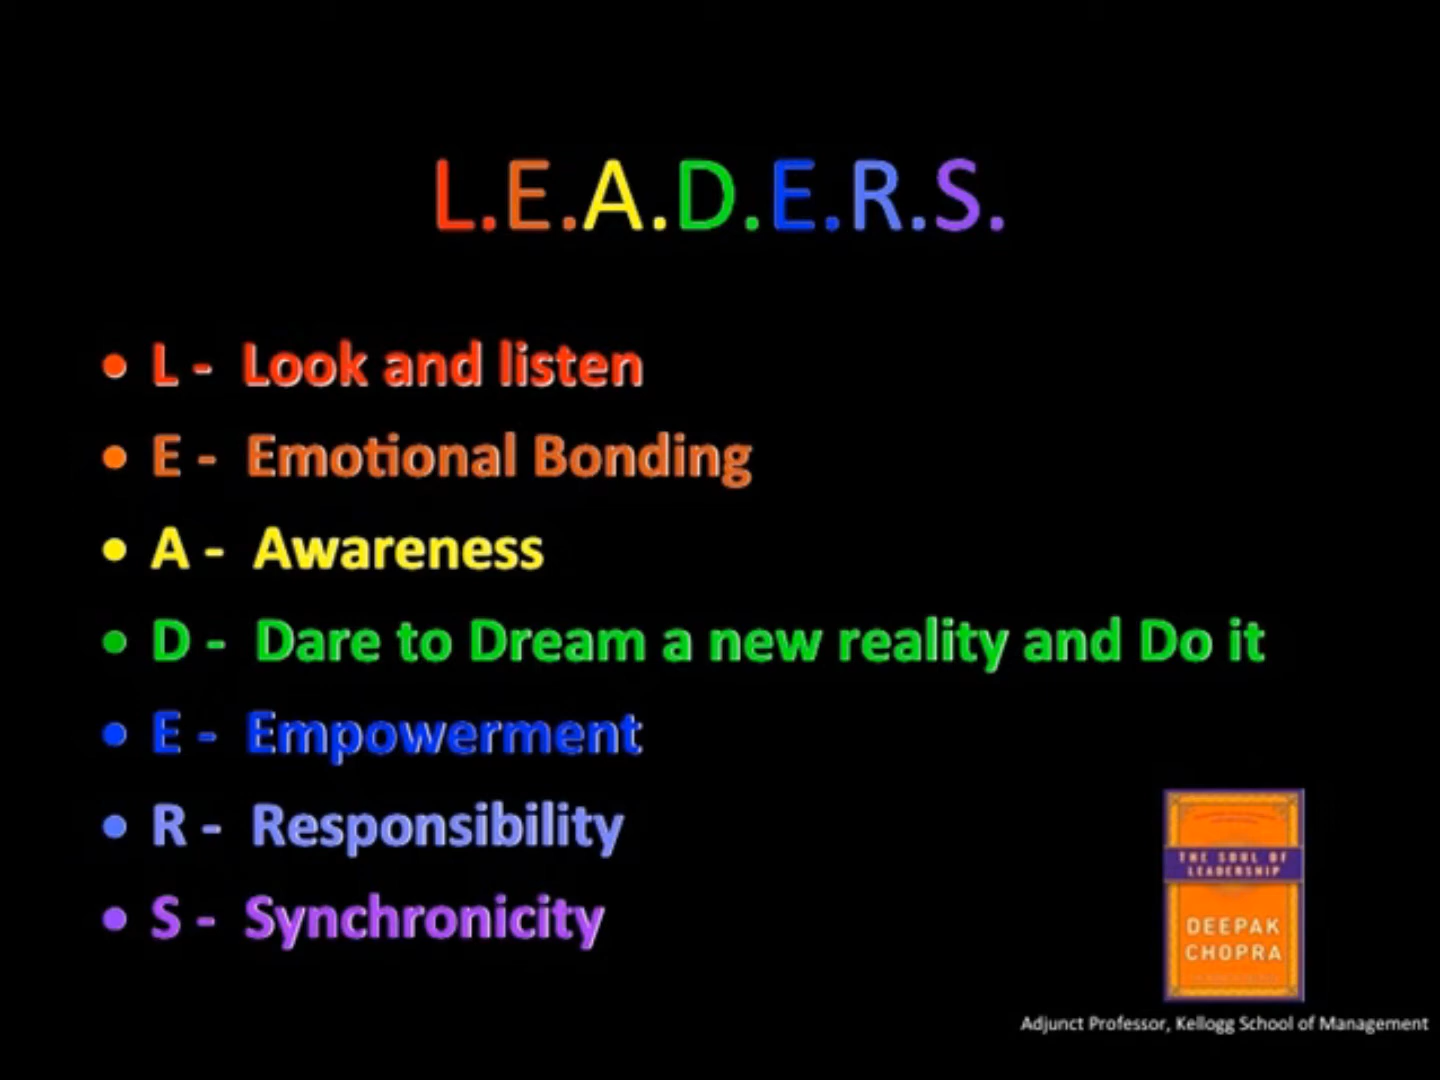 L.E.A.D.E.R.S.
• L - Look and listen
• E - Emotional Bonding
• A - Awareness
• D - Dare to Dream a new reality and Do it
• E - Empowerment
• R - Responsibility
• S - Synchronicity
THE SOUL OF
LEADERSHIP
DEEPAK
CHOPRA
Adjunct Professor, Kellogg School of Management